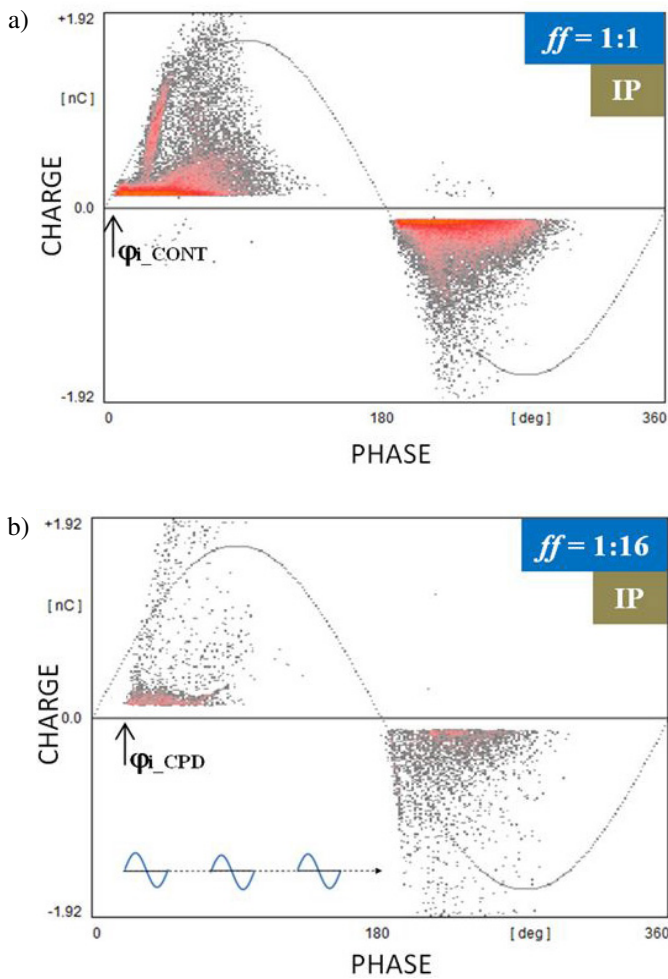 a)
+1.92
ff = 1:1
[ nC ]
IP
CHARGE
0.0
φi_CONT
-1.92
0
180
[ deg]
360
PHASE
b)
+1.92
ff = 1:16
[ nC ]
IP
CHARGE
0.0
φi_CPD
-1.92
0
180
[ deg]
360
PHASE